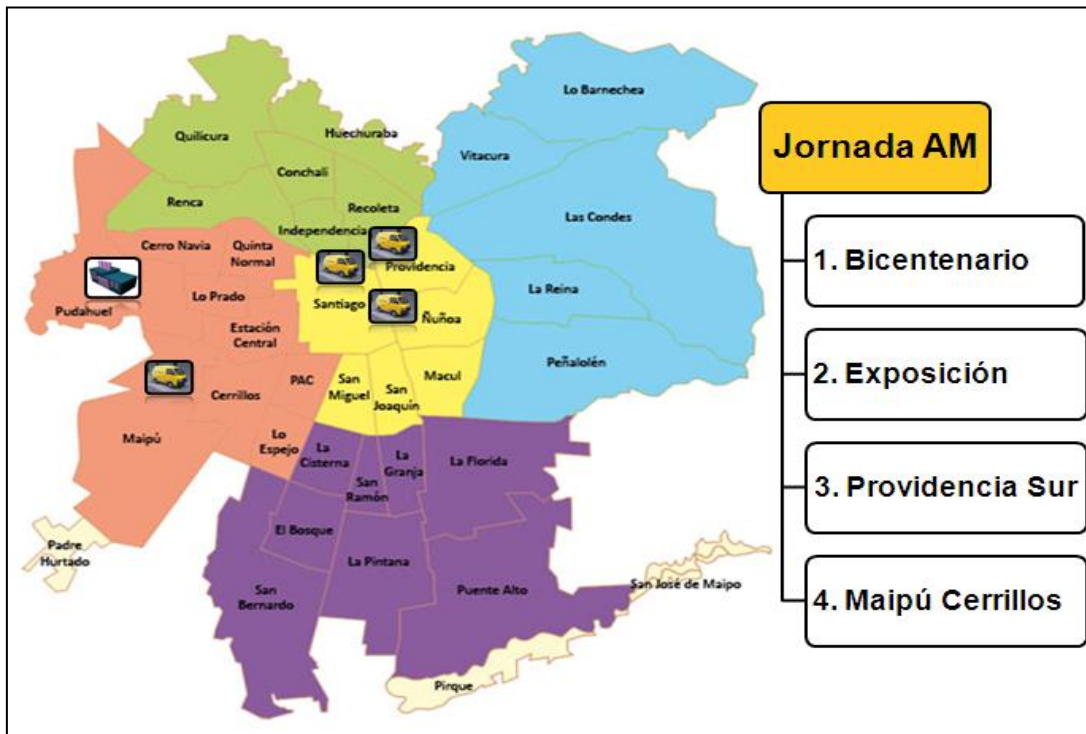 Lo Barnechea
Quilicura
Huechuraba
Vitacura
Conchalí
Renca
Recoleta
Las Condes
Independencia
Cerro Navia
Quinta
Normal
Providencia
La Reina
Lo Prado
Santiago
Pudahuel
Ñuñoa
Estación
Central
Peñalolén
PAC
San
Miguel
San
Joaquín
Macul
Cerrillos
Maipú
Lo
Espejo
La
Cisterna
San
Ramón
La
Granja
La Florida
El Bosque
La Pintana
Padre
Hurtado
San
Bernardo
Puente Alto
San José de Maipo
Pirque
Jornada AM
1. Bicentenario
2. Exposición
3. Providencia Sur
4. Maipú Cerrillos